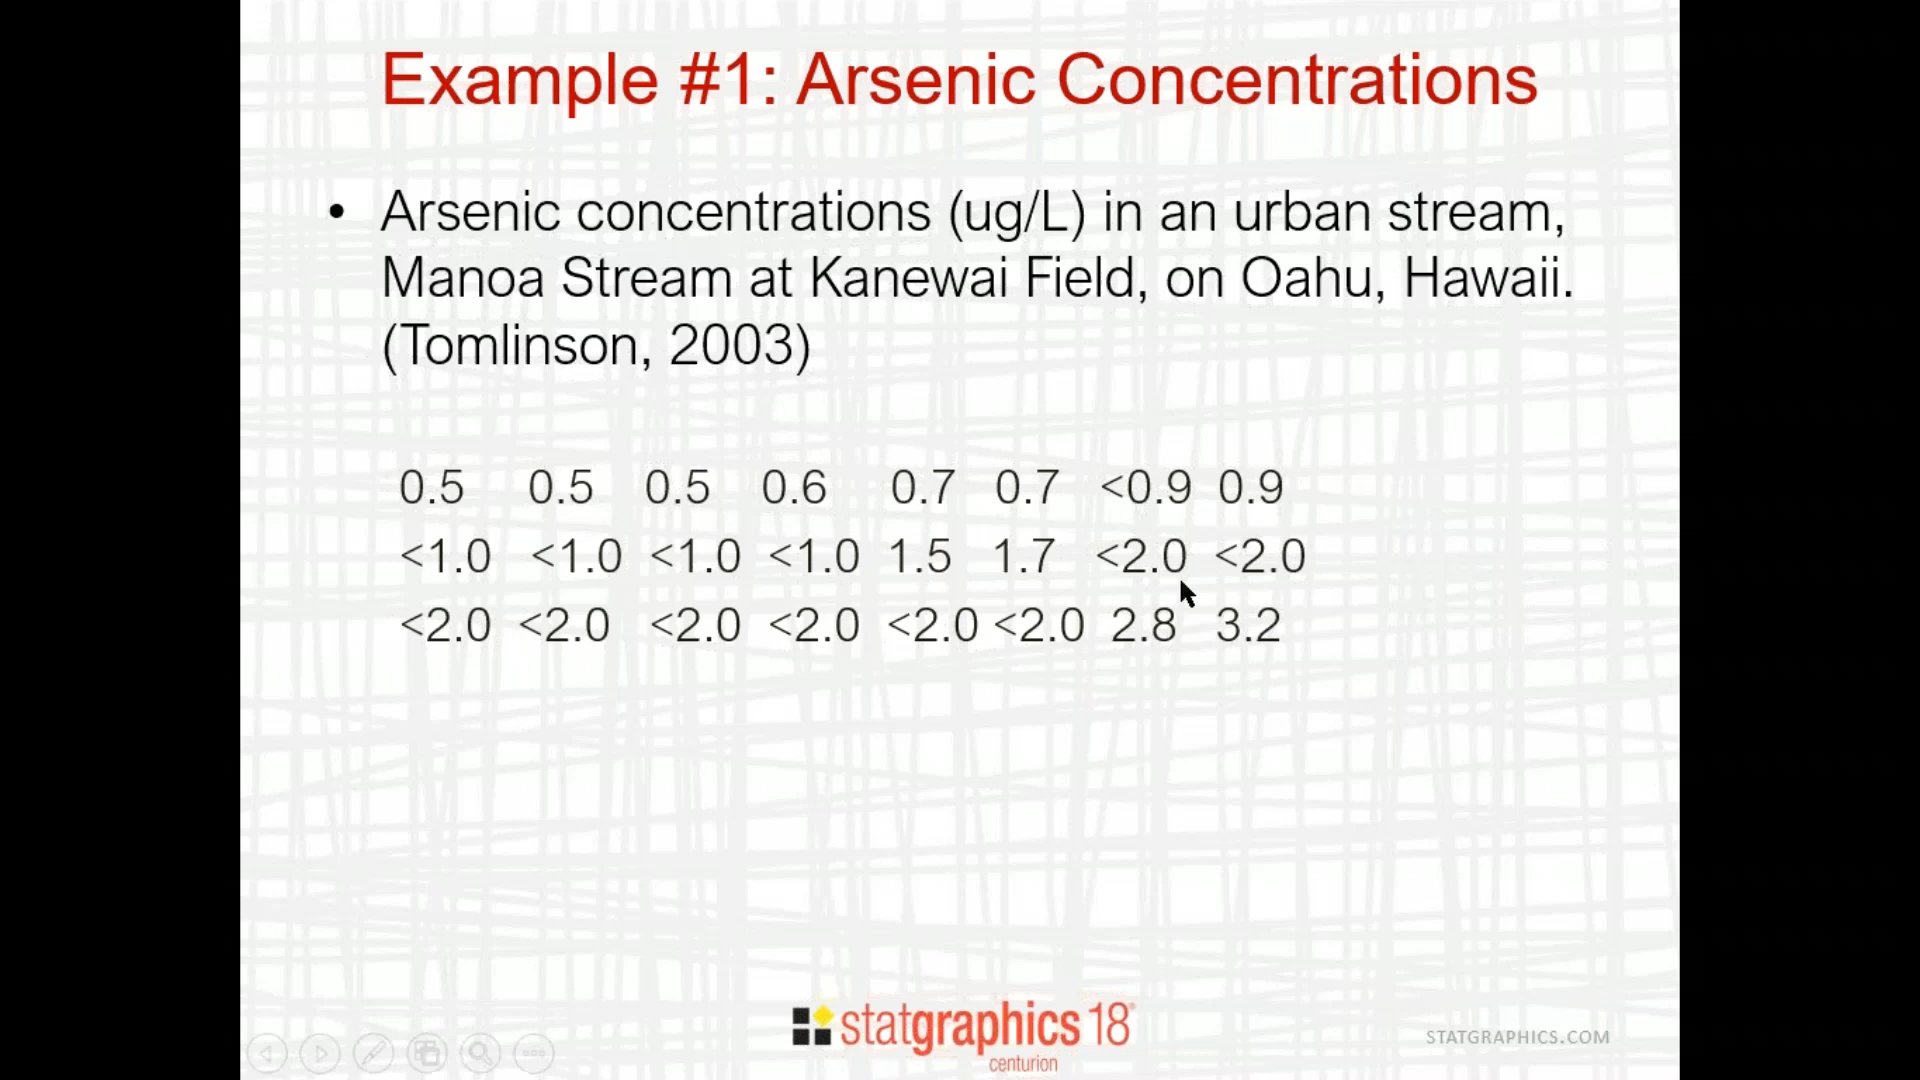 Example #1: Arsenic Concentrations
• Arsenic concentrations (ug/L) in an urban stream,
Manoa Stream at Kanewai Field, on Oahu, Hawaii.
(Tomlinson, 2003)
0.5 0.5 0.5 0.6 0.7 0.7 <0.9 0.9
<1.0 <1.0 <1.0 <1.0 1.5 1.7 <2.0 <2.0
<2.0 <2.0 <2.0 <2.0 <2.0 <2.0 2.8 3.2
statgraphics 18®
centurion
STATGRAPHICS.COM